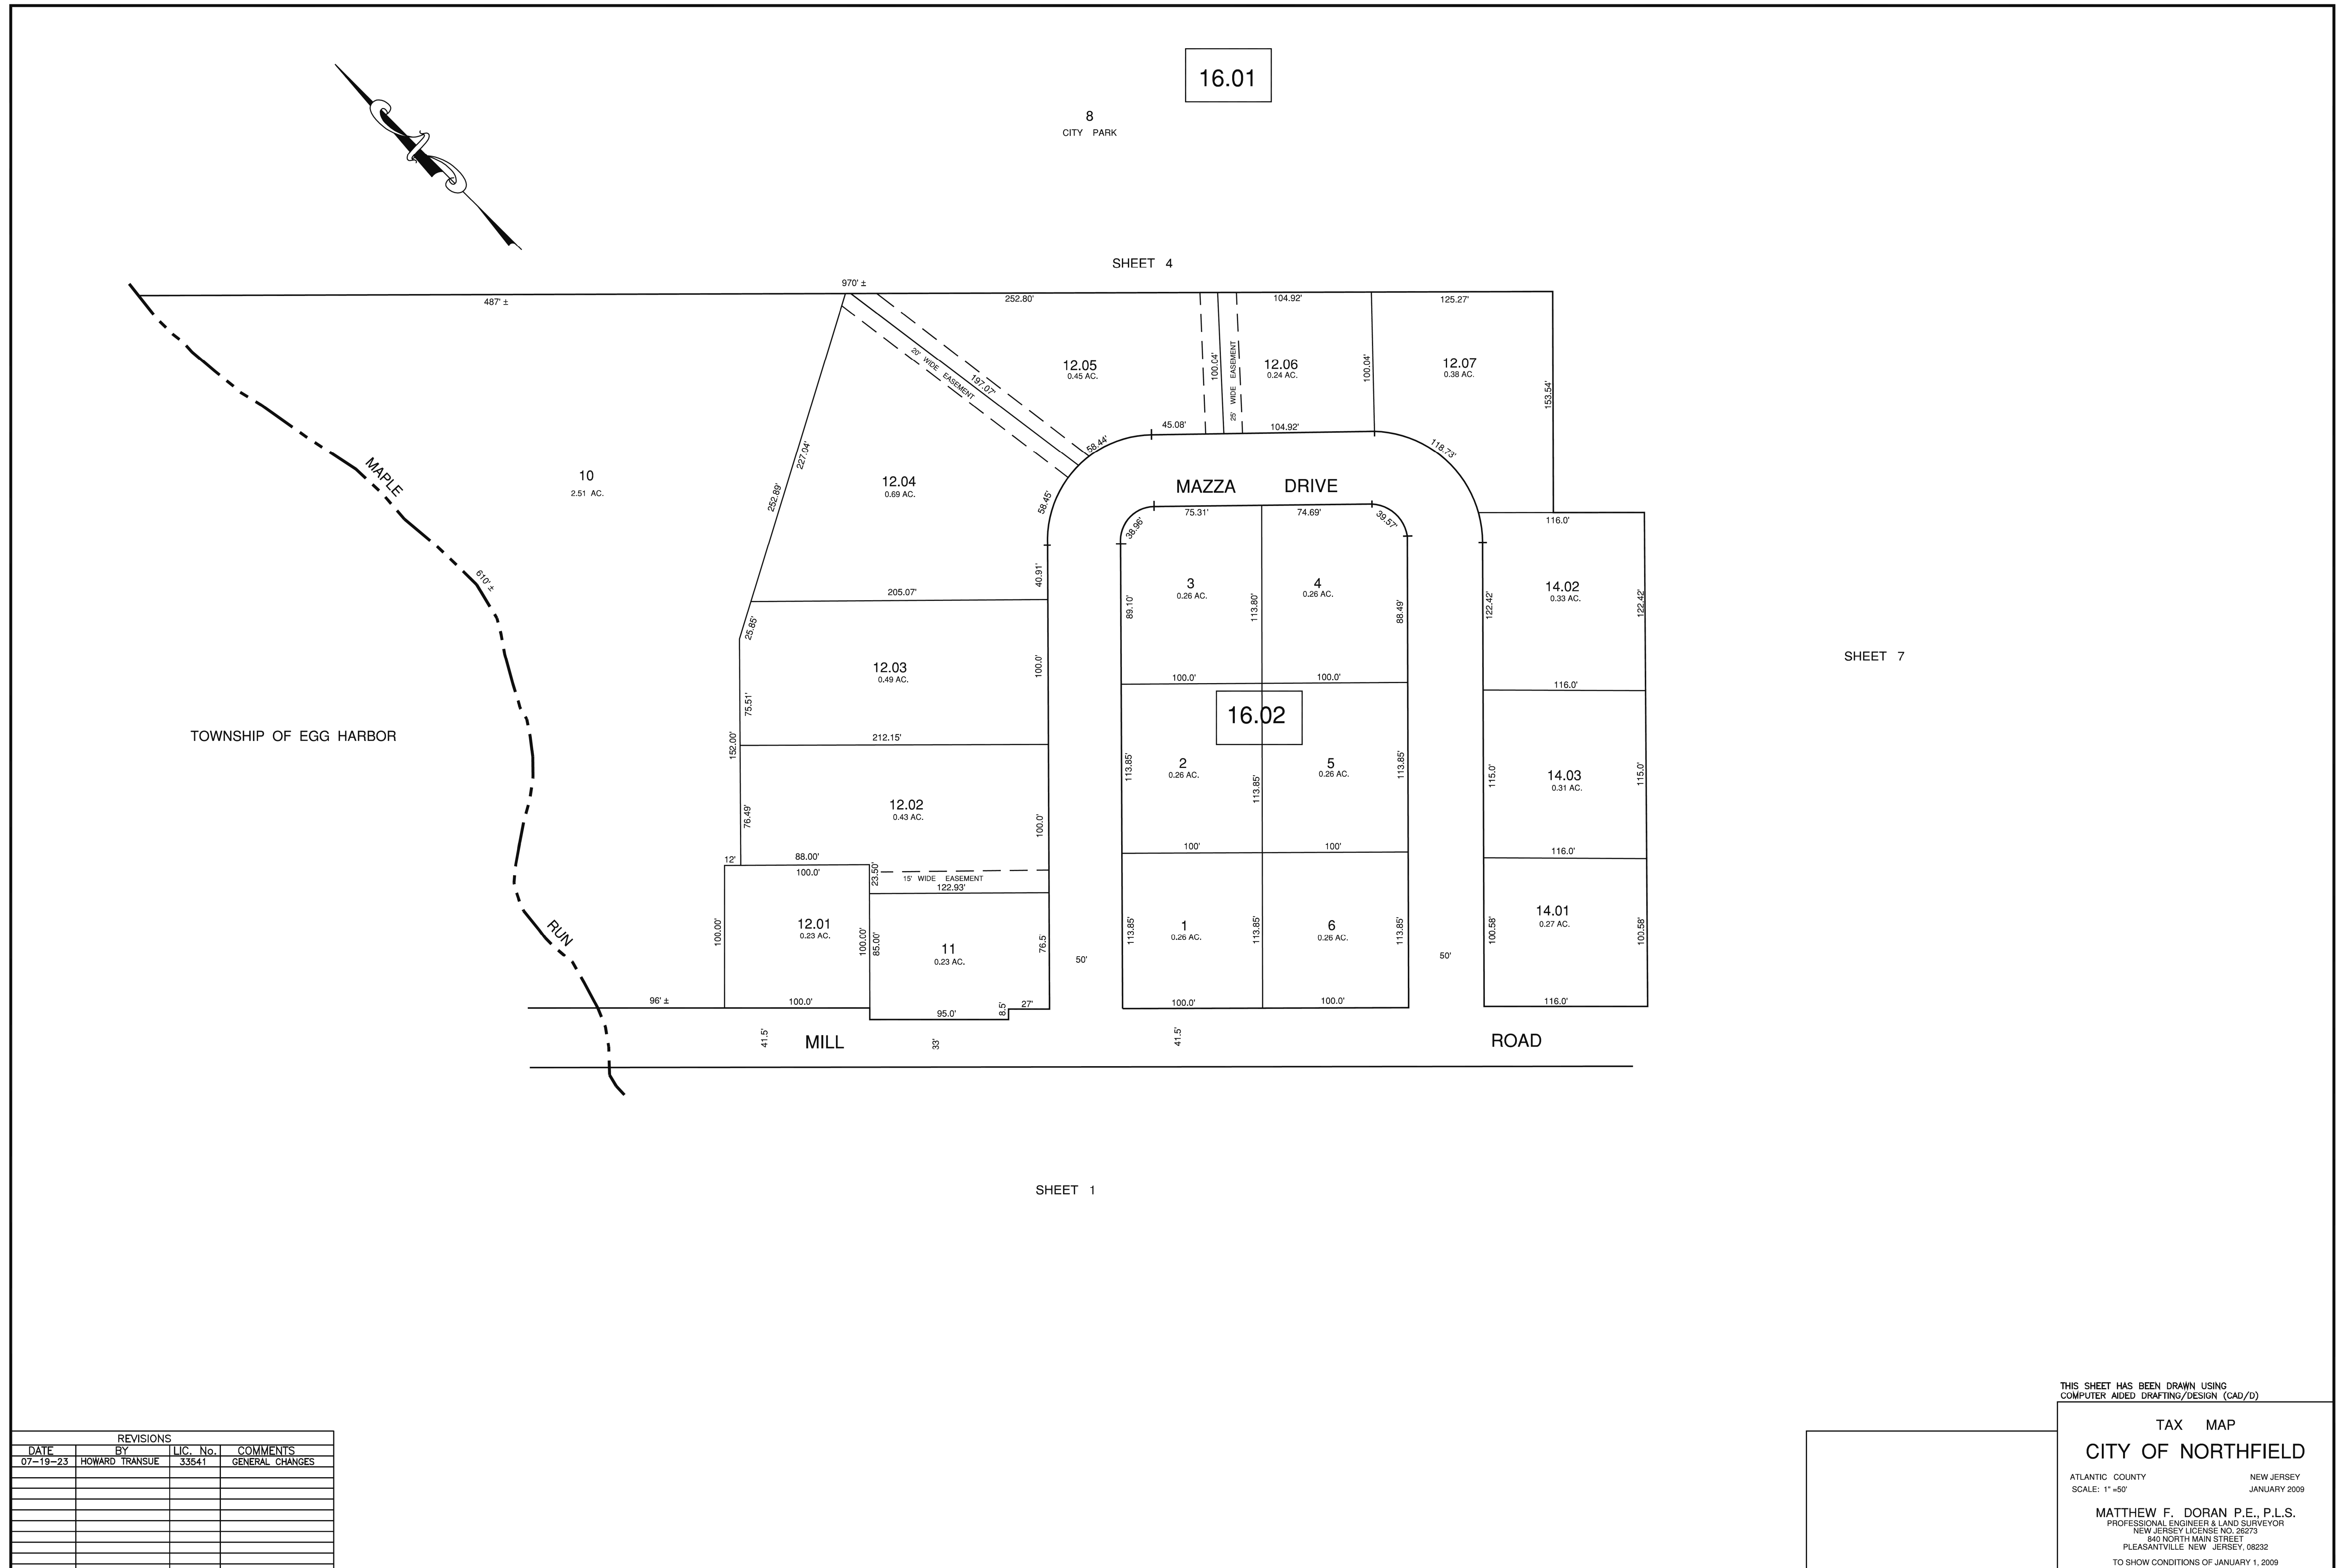 16.01
8
CITY PARK
SHEET 4
970' ±
487' ±
252.80'
104.92'
125.27'
20' WIDE EASEMENT
197.07'
12.05
0.45 AC.
100.04'
25' WIDE EASEMENT
12.06
0.24 AC.
100.04'
12.07
0.38 AC.
153.54'
45.08'
104.92'
58.44'
118.73'
MAPLE
10
2.51 AC.
227.04'
252.89'
12.04
0.69 AC.
58.45'
MAZZA DRIVE
75.31'
74.69'
38.96'
39.57'
116.0'
610' ±
205.07'
40.91'
89.10'
3
0.26 AC.
113.80'
4
0.26 AC.
88.49'
122.42'
14.02
0.33 AC.
122.42'
25.85'
12.03
0.49 AC.
100.0'
75.51'
100.0'
100.0'
116.0'
SHEET 7
16.02
TOWNSHIP OF EGG HARBOR
152.00'
212.15'
113.85'
2
0.26 AC.
113.85'
5
0.26 AC.
113.85'
115.0'
14.03
0.31 AC.
115.0'
76.49'
12.02
0.43 AC.
100.0'
12'
88.00'
100.0'
23.50'
15' WIDE EASEMENT
122.93'
100'
100'
116.0'
RUN
100.00'
12.01
0.23 AC.
100.00'
85.00'
11
0.23 AC.
76.5
50'
113.85'
1
0.26 AC.
113.85'
6
0.26 AC.
113.85'
50'
100.58'
14.01
0.27 AC.
100.58'
96' ±
100.0'
95.0'
8.5'
27'
100.0'
100.0'
116.0'
41.5'
MILL
33'
41.5'
ROAD
SHEET 1
THIS SHEET HAS BEEN DRAWN USING
COMPUTER AIDED DRAFTING/DESIGN (CAD/D)
REVISIONS
DATE BY LIC. No. COMMENTS
07-19-23 HOWARD TRANSUE 33541 GENERAL CHANGES
TAX MAP
CITY OF NORTHFIELD
ATLANTIC COUNTY NEW JERSEY
SCALE: 1" =50' JANUARY 2009
MATTHEW F. DORAN P.E., P.L.S.
PROFESSIONAL ENGINEER & LAND SURVEYOR
NEW JERSEY LICENSE NO. 26273
840 NORTH MAIN STREET
PLEASANTVILLE NEW JERSEY, 08232
TO SHOW CONDITIONS OF JANUARY 1, 2009